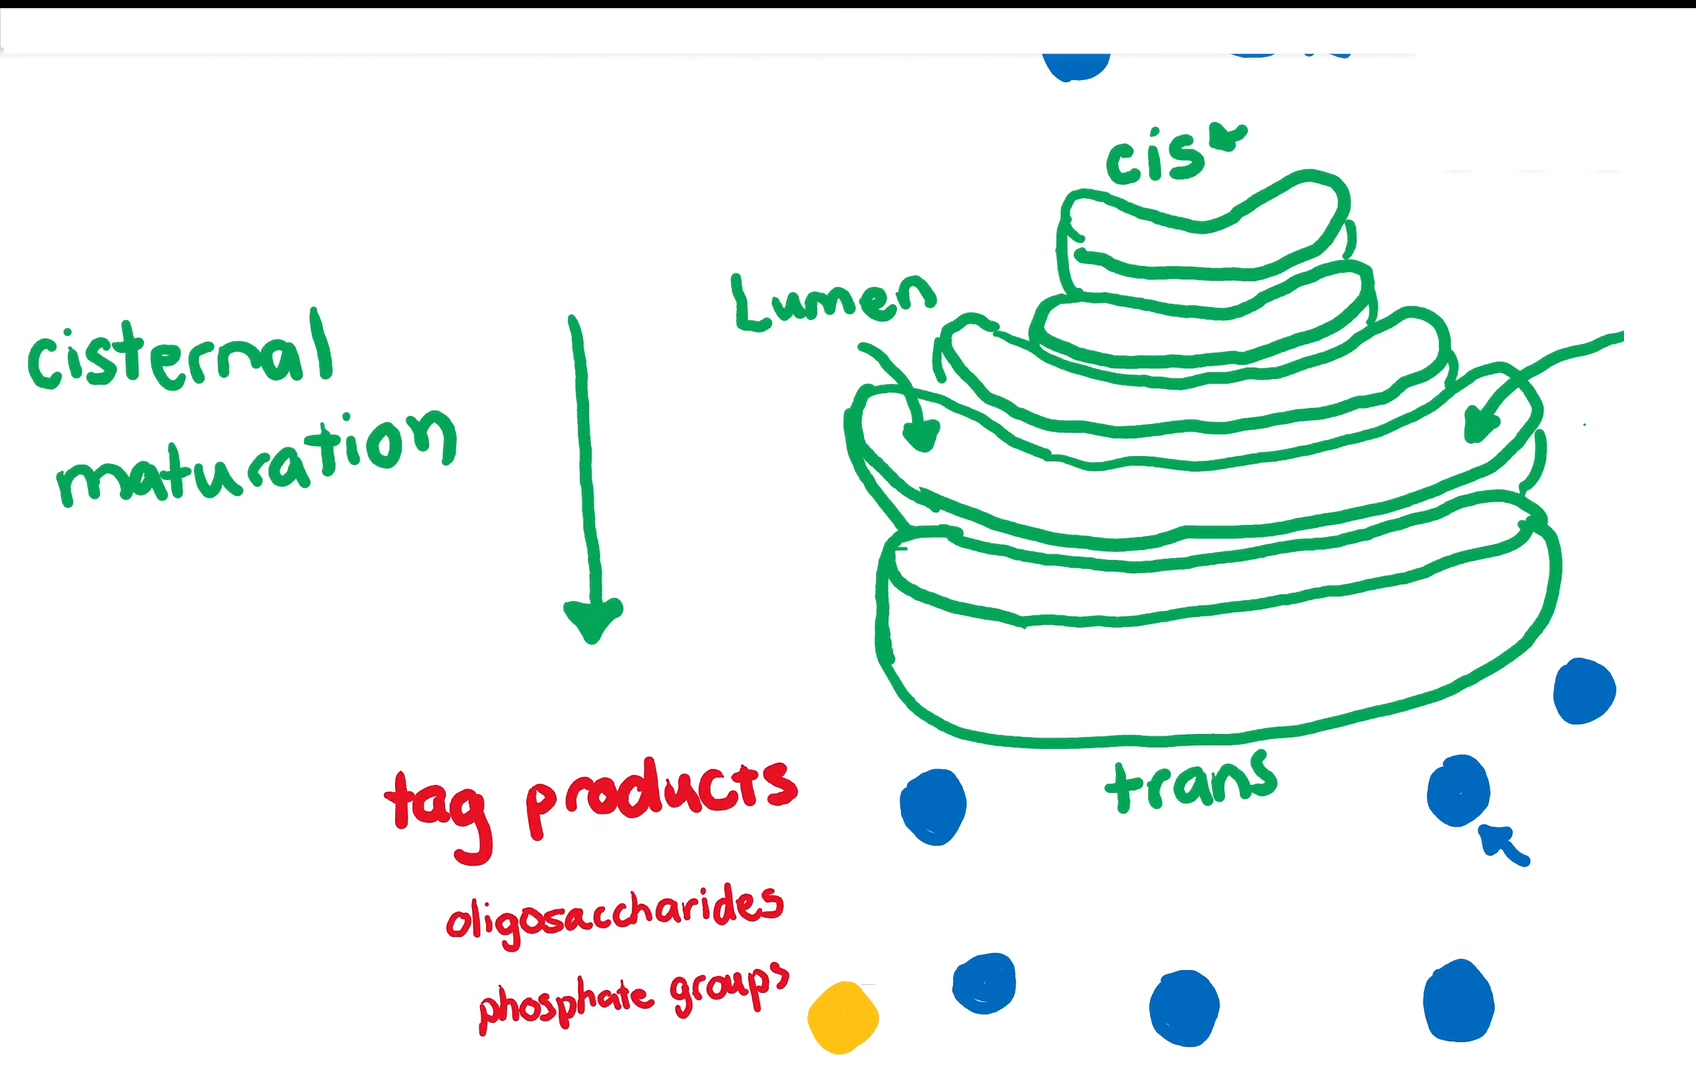 cis
Lumen
cisternal
maturation
trans
tag products
oligosaccharides
phosphate groups